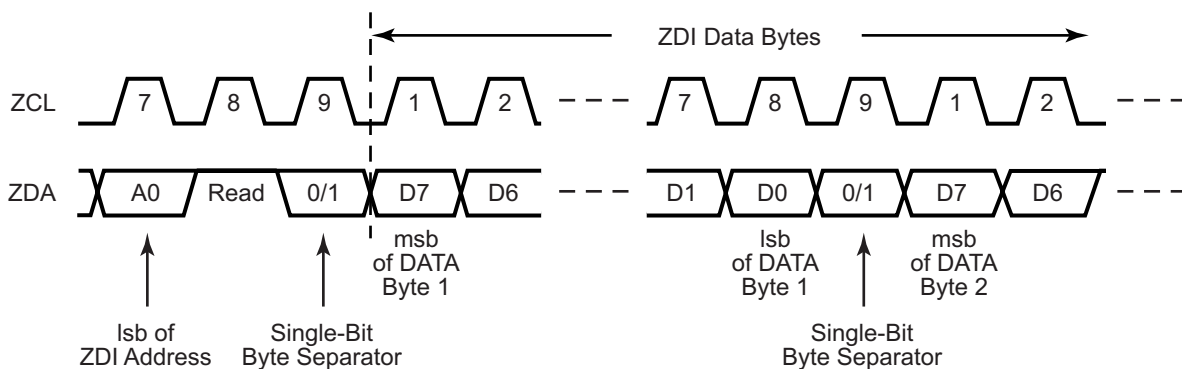 ZDI Data Bytes
ZCL 7 8 9 1 2 7 8 9 1 2
ZDA A0 Read 0/1 D7 D6 D1 D0 0/1 D7 D6
msb
of DATA
Byte 1
lsb
of DATA
Byte 1
msb
of DATA
Byte 2
lsb of
ZDI Address
Single-Bit
Byte Separator
Single-Bit
Byte Separator